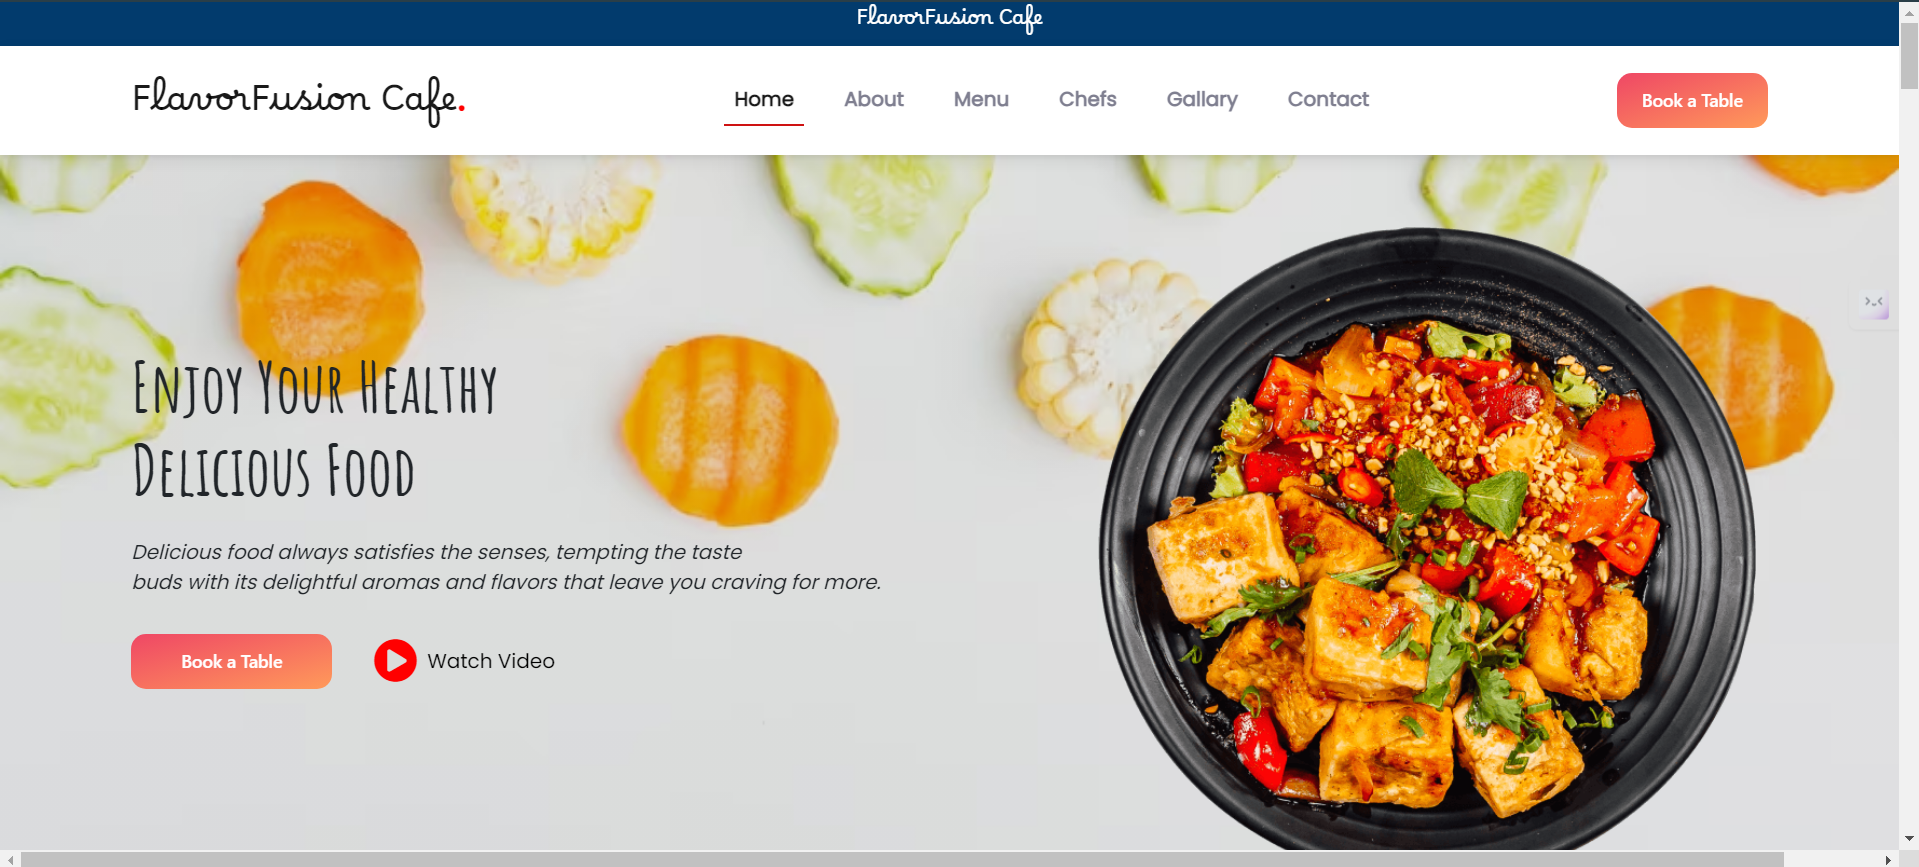 FlavorFusion Cafe
FlavorFusion Cafe.
Home About Menu Chefs Gallary Contact
Book a Table
Enjoy Your Healthy
Delicious Food
Delicious food always satisfies the senses, tempting the taste
buds with its delightful aromas and flavors that leave you craving for more.
Book a Table
Watch Video